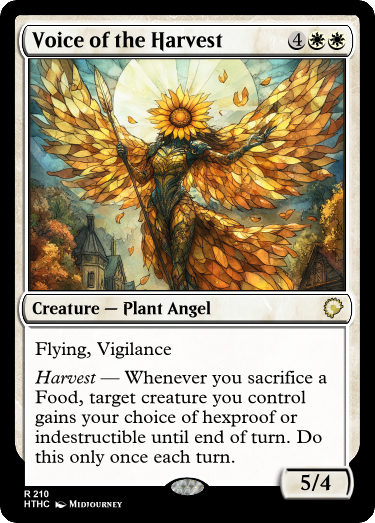 Voice of the Harvest 4
Creature — Plant Angel
Flying, Vigilance
Harvest — Whenever you sacrifice a
Food, target creature you control
gains your choice of hexproof or
indestructible until end of turn. Do
this only once each turn.
5/4
R 210
HTHC Midjourney